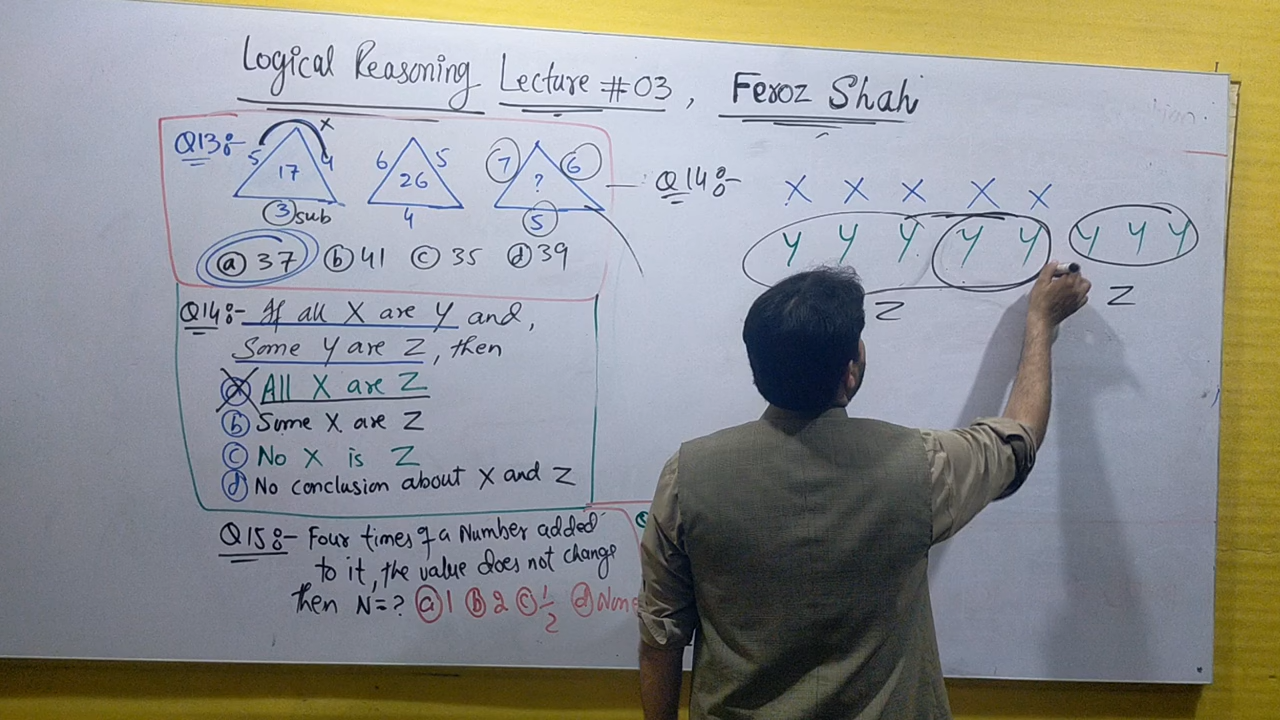 Logical Reasoning Lecture #03, Feroz Shah
Q13:-
5 17 4 x
3 sub
6 26 5
4
7 ? 6
5
(a) 37 (b) 41 (c) 35 (d) 39
Q14:- If all X are Y and,
Some Y are Z, then
(a) All X are Z
(b) Some X are Z
(c) No X is Z
(d) No conclusion about X and Z
Q15:- Four times of a Number added
to it, the value does not change
then N=? (a) 1 (b) 2 (c) 1/2 (d) None
Q14:-
X X X X X
Y Y Y Y Y Y Y Y
Z Z